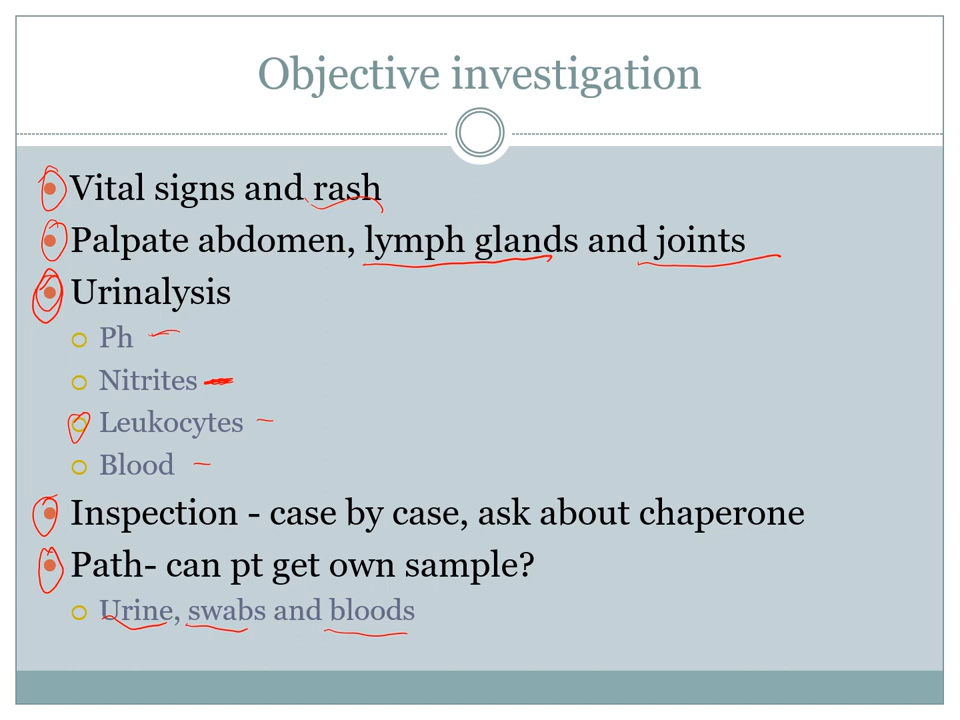 Objective investigation
Vital signs and rash
Palpate abdomen, lymph glands and joints
Urinalysis
Ph
Nitrites
Leukocytes
Blood
Inspection - case by case, ask about chaperone
Path- can pt get own sample?
Urine, swabs and bloods